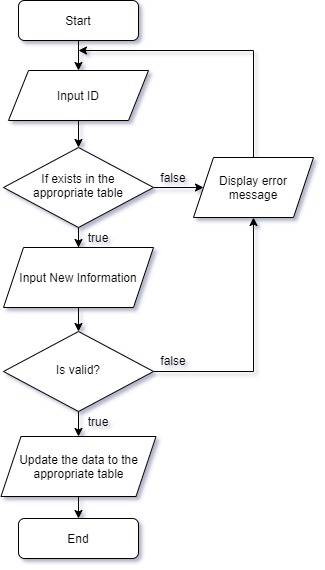 Start
Input ID
If exists in the
appropriate table
false
Display error
message
true
Input New Information
Is valid?
false
true
Update the data to the
appropriate table
End